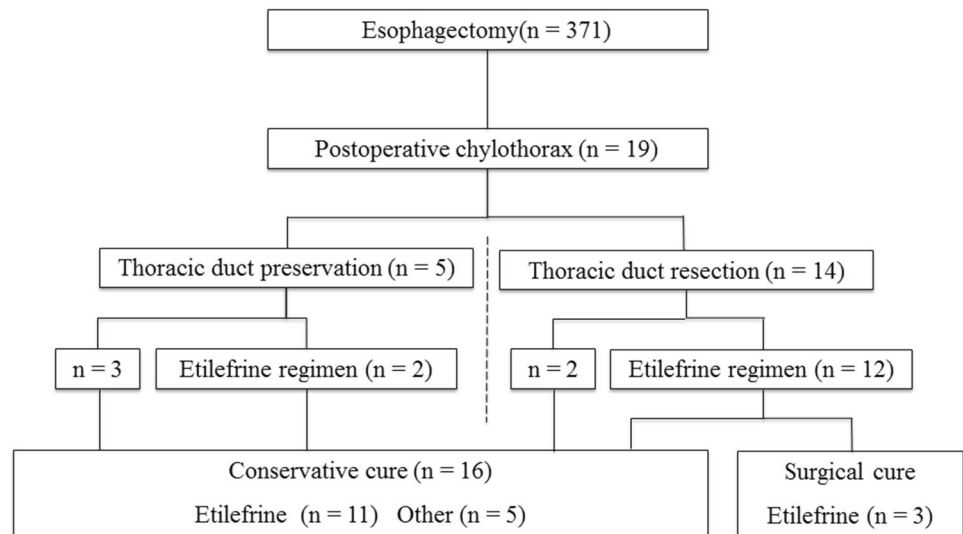 Esophagectomy(n = 371)
Postoperative chylothorax (n = 19)
Thoracic duct preservation (n = 5)
Thoracic duct resection (n = 14)
n = 3
Etilefrine regimen (n = 2)
n = 2
Etilefrine regimen (n = 12)
Conservative cure (n = 16)
Etilefrine (n = 11) Other (n = 5)
Surgical cure
Etilefrine (n = 3)